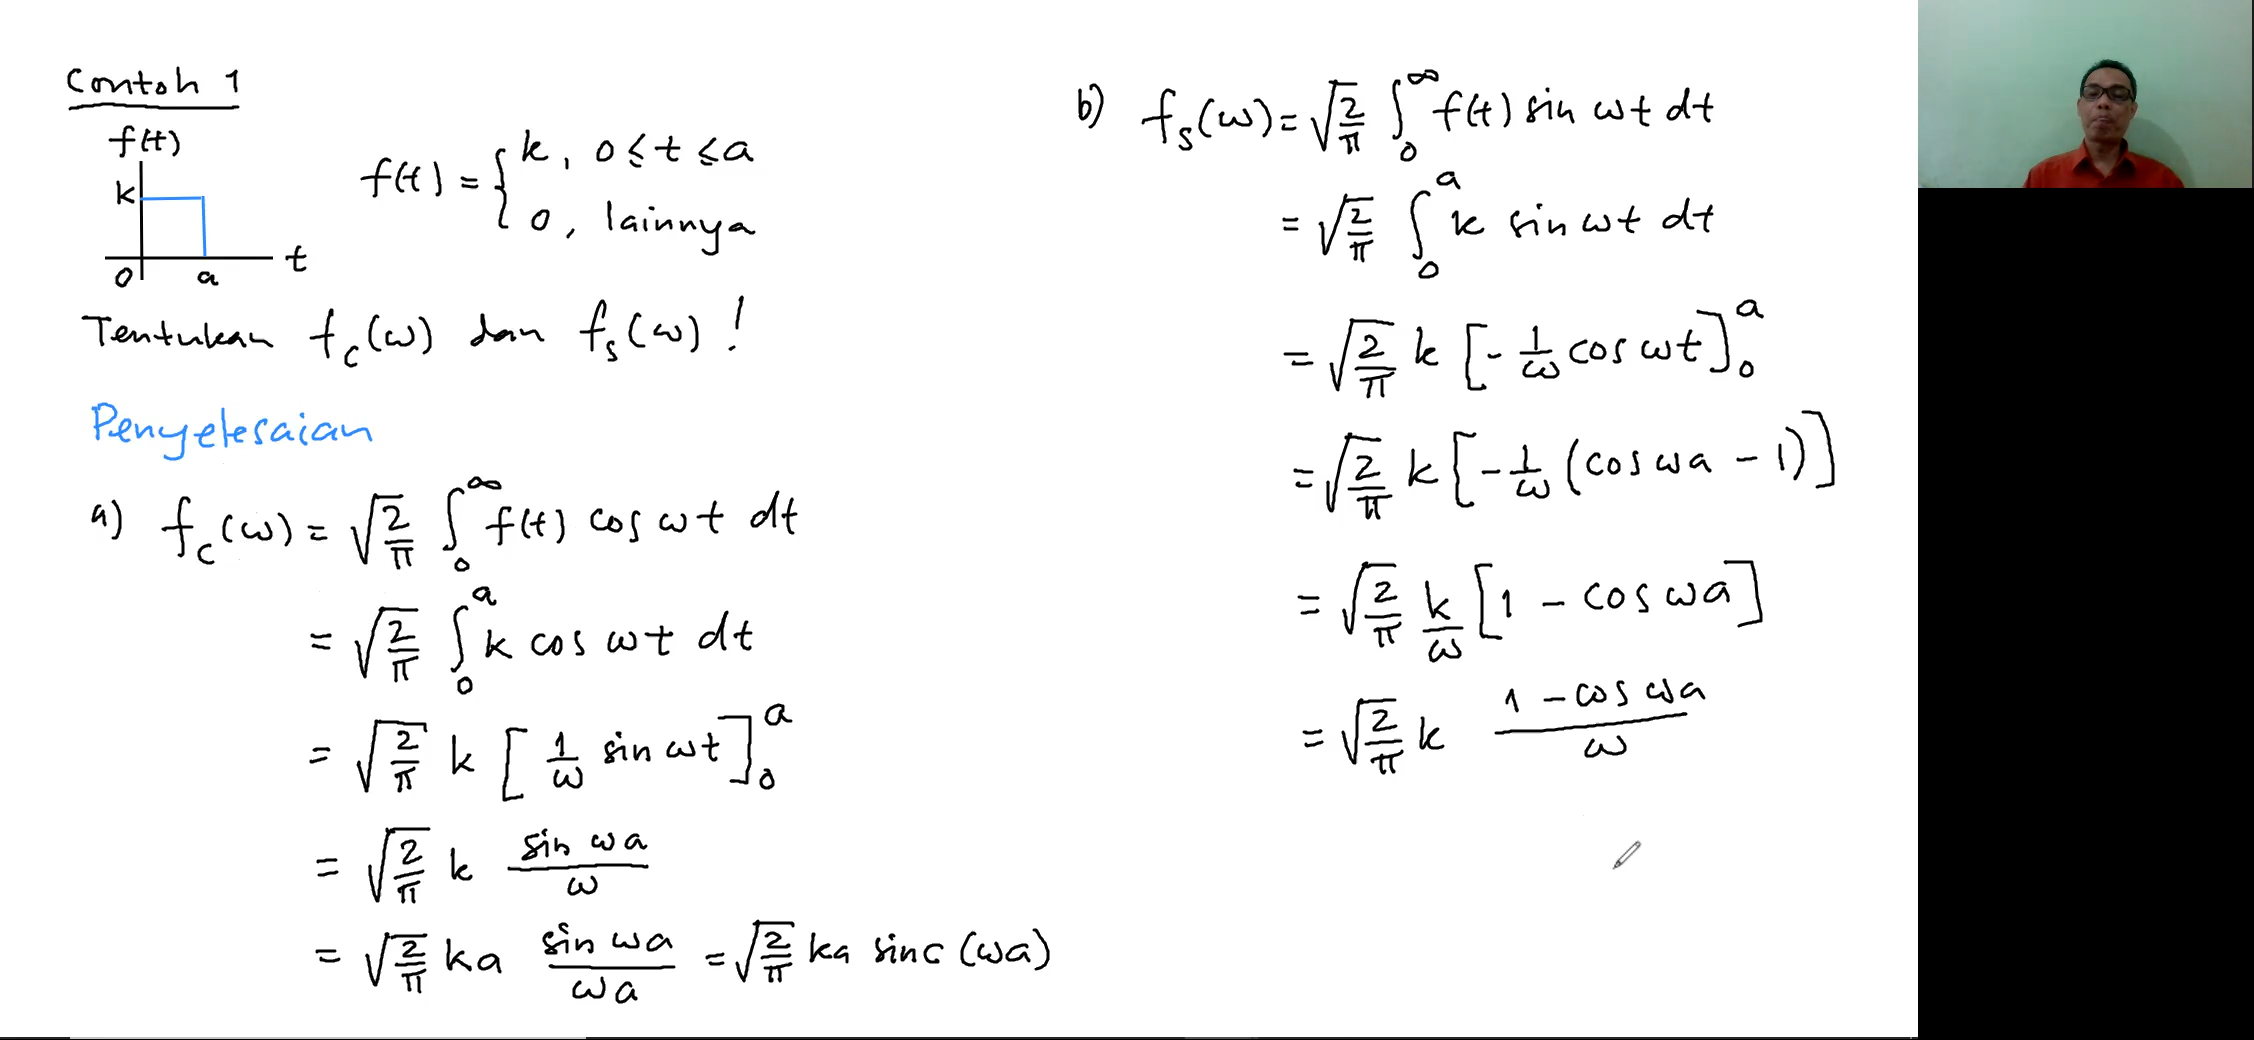 Contoh 1
f(t)
k
0 a t
f(t) = { k, 0 ≤ t ≤ a
0, lainnya
Tentukan f_c(ω) dan f_s(ω) !
Penyelesaian
a) f_c(ω) = √(2/π) ∫_0^∞ f(t) cos ωt dt
= √(2/π) ∫_0^a k cos ωt dt
= √(2/π) k [ 1/ω sin ωt ]_0^a
= √(2/π) k (sin ωa)/ω
= √(2/π) ka (sin ωa)/(ωa) = √(2/π) ka sinc (ωa)
b) f_s(ω) = √(2/π) ∫_0^∞ f(t) sin ωt dt
= √(2/π) ∫_0^a k sin ωt dt
= √(2/π) k [ - 1/ω cos ωt ]_0^a
= √(2/π) k [ - 1/ω (cos ωa - 1) ]
= √(2/π) k/ω [ 1 - cos ωa ]
= √(2/π) k (1 - cos ωa)/ω